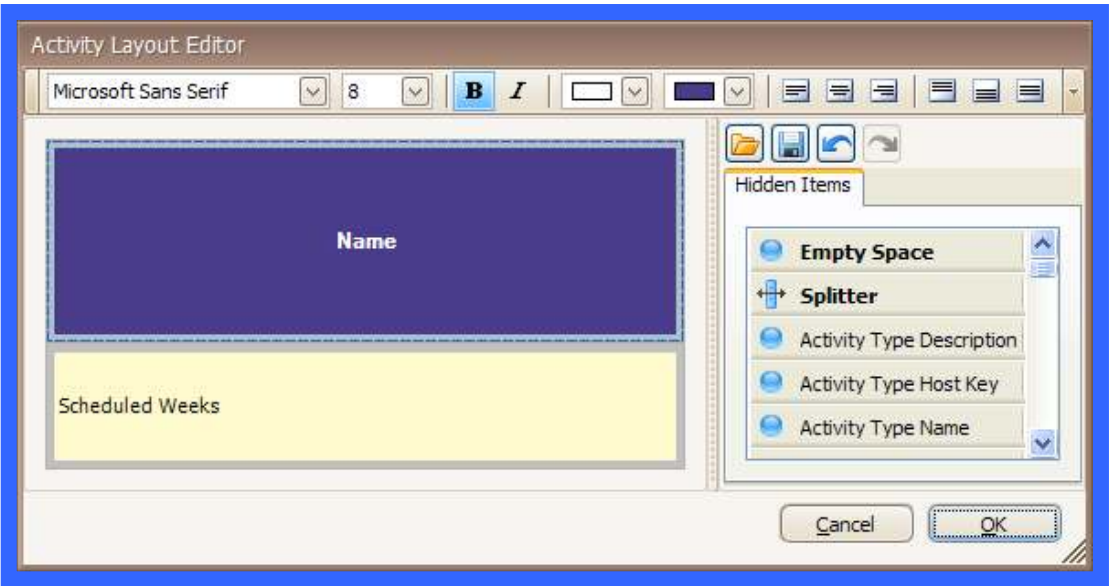 Activity Layout Editor
Microsoft Sans Serif 8 B I
Hidden Items
Name
Empty Space
Splitter
Activity Type Description
Scheduled Weeks
Activity Type Host Key
Activity Type Name
Cancel OK